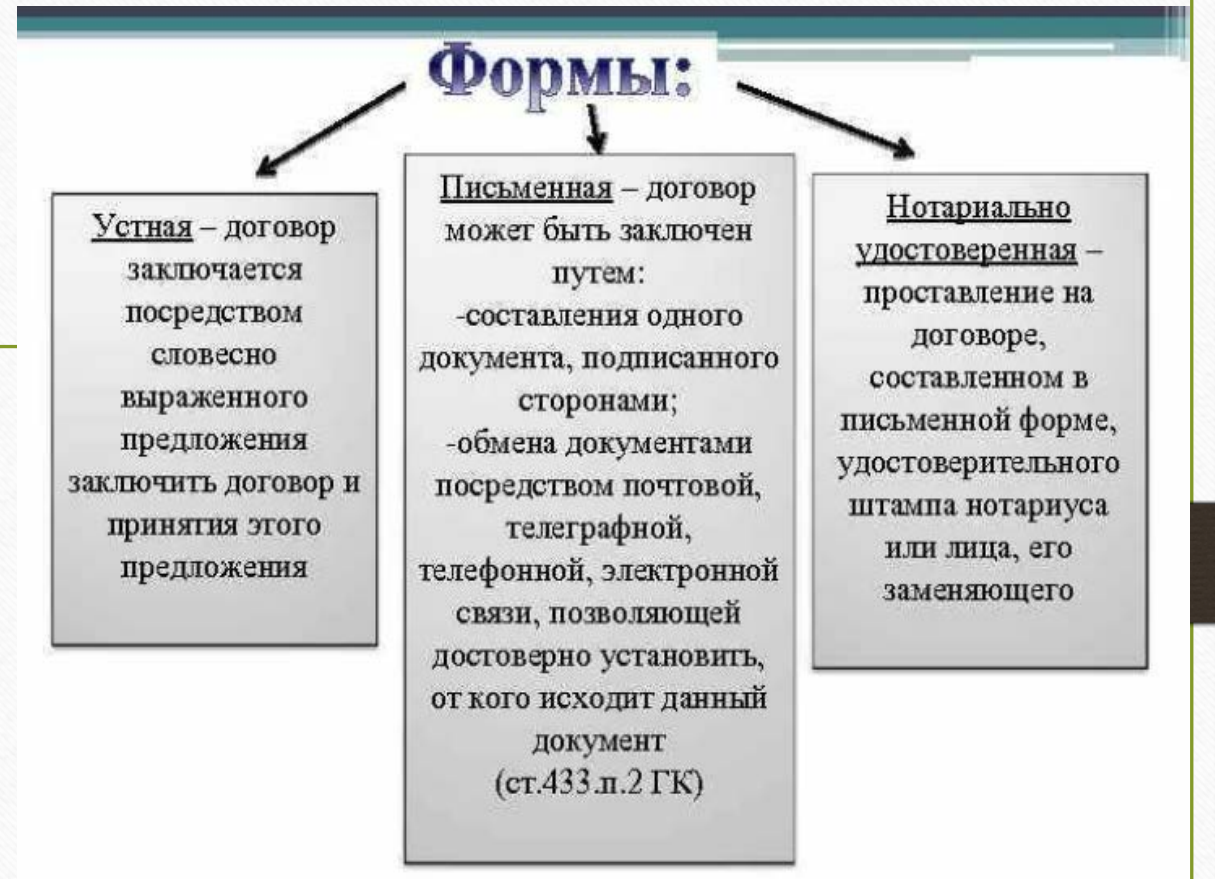 Формы:
Устная – договор
заключается
посредством
словесно
выраженного
предложения
заключить договор и
принятия этого
предложения
Письменная – договор
может быть заключен
путем:
-составления одного
документа, подписанного
сторонами;
-обмена документами
посредством почтовой,
телеграфной,
телефонной, электронной
связи, позволяющей
достоверно установить,
от кого исходит данный
документ
(ст.433.п.2 ГК)
Нотариально
удостоверенная –
проставление на
договоре,
составленном в
письменной форме,
удостоверительного
штампа нотариуса
или лица, его
заменяющего